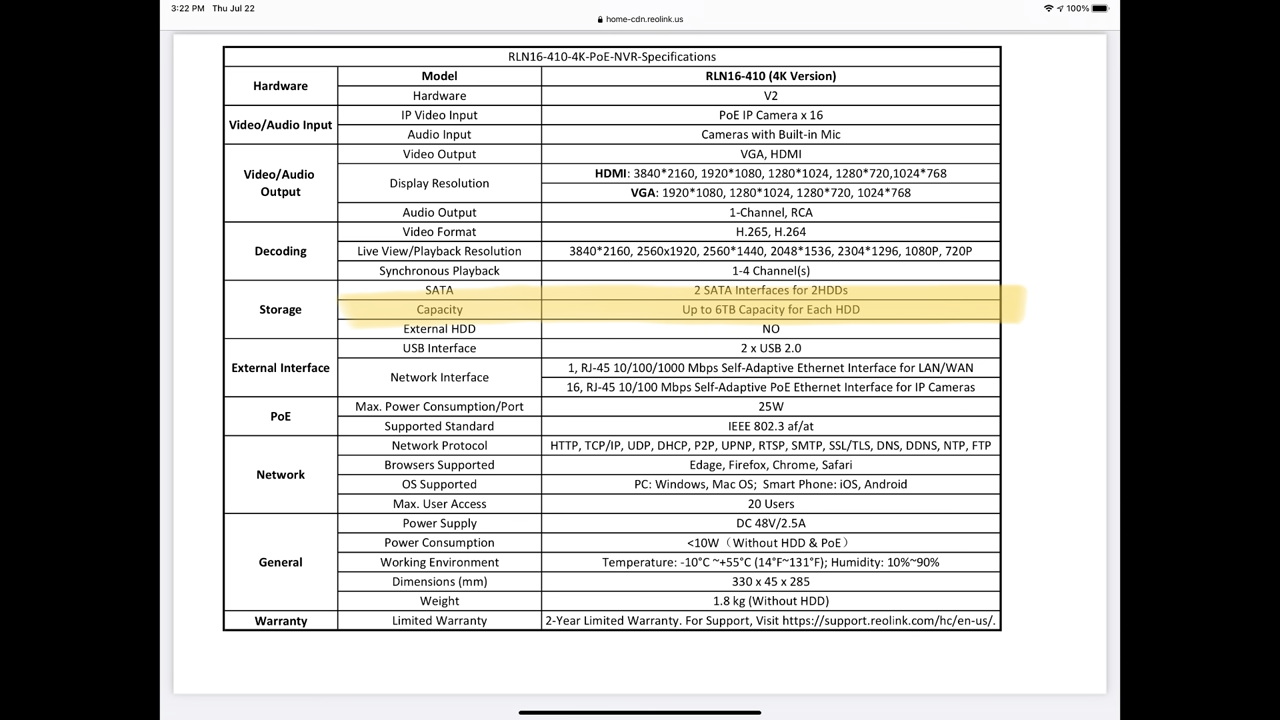 3:22 PM Thu Jul 22
100%
home-cdn.reolink.us
RLN16-410-4K-PoE-NVR-Specifications
Hardware
Model
RLN16-410 (4K Version)
Hardware
V2
Video/Audio Input
IP Video Input
PoE IP Camera x 16
Audio Input
Cameras with Built-in Mic
Video/Audio
Output
Video Output
VGA, HDMI
Display Resolution
HDMI: 3840*2160, 1920*1080, 1280*1024, 1280*720,1024*768
VGA: 1920*1080, 1280*1024, 1280*720, 1024*768
Audio Output
1-Channel, RCA
Decoding
Video Format
H.265, H.264
Live View/Playback Resolution
3840*2160, 2560x1920, 2560*1440, 2048*1536, 2304*1296, 1080P, 720P
Synchronous Playback
1-4 Channel(s)
Storage
SATA
2 SATA Interfaces for 2HDDs
Capacity
Up to 6TB Capacity for Each HDD
External HDD
NO
External Interface
USB Interface
2 x USB 2.0
Network Interface
1, RJ-45 10/100/1000 Mbps Self-Adaptive Ethernet Interface for LAN/WAN
16, RJ-45 10/100 Mbps Self-Adaptive PoE Ethernet Interface for IP Cameras
PoE
Max. Power Consumption/Port
25W
Supported Standard
IEEE 802.3 af/at
Network
Network Protocol
HTTP, TCP/IP, UDP, DHCP, P2P, UPNP, RTSP, SMTP, SSL/TLS, DNS, DDNS, NTP, FTP
Browsers Supported
Edage, Firefox, Chrome, Safari
OS Supported
PC: Windows, Mac OS; Smart Phone: iOS, Android
Max. User Access
20 Users
General
Power Supply
DC 48V/2.5A
Power Consumption
<10W（Without HDD & PoE）
Working Environment
Temperature: -10°C ~+55°C (14°F~131°F); Humidity: 10%~90%
Dimensions (mm)
330 x 45 x 285
Weight
1.8 kg (Without HDD)
Warranty
Limited Warranty
2-Year Limited Warranty. For Support, Visit https://support.reolink.com/hc/en-us/.